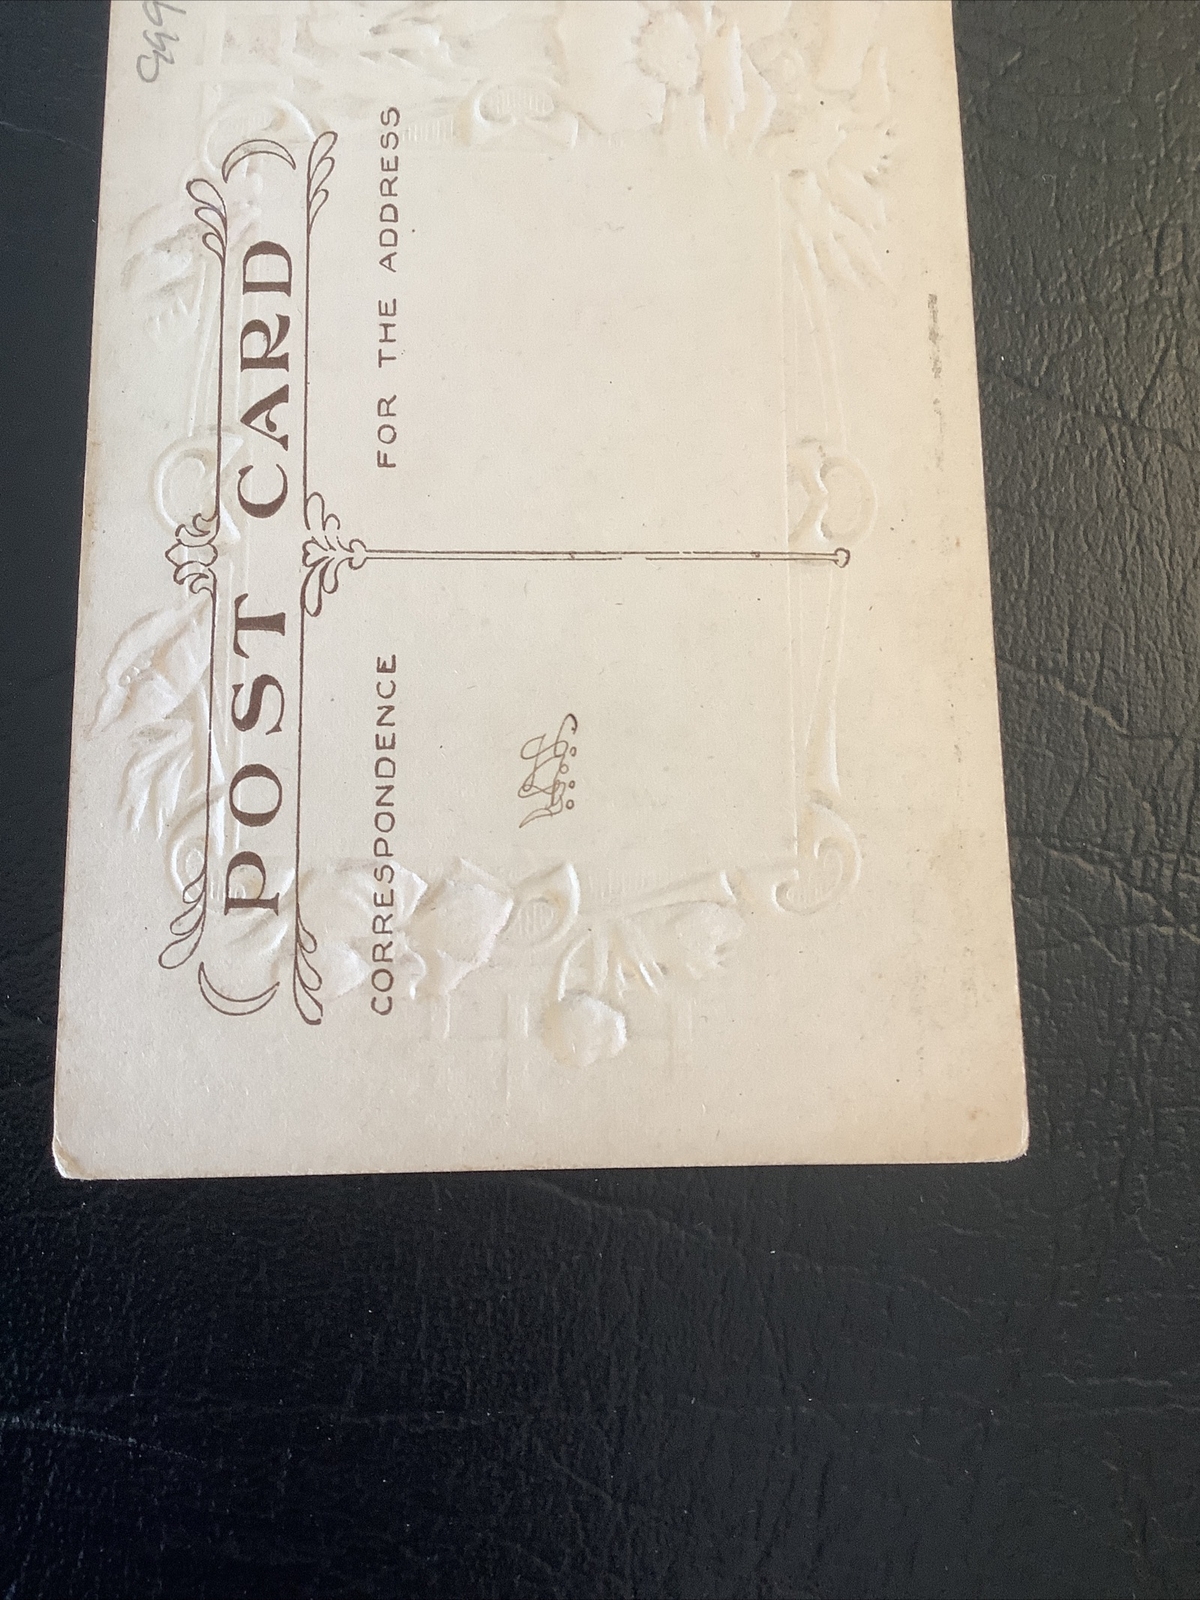 POST CARD
CORRESPONDENCE
FOR THE ADDRESS